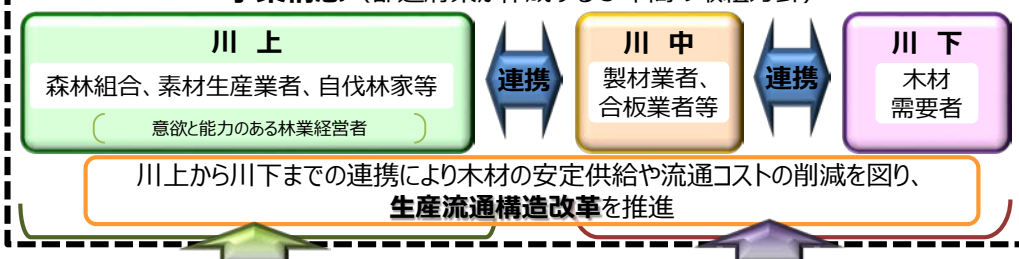 川 上
森林組合、素材生産業者、自伐林家等
意欲と能力のある林業経営者
連携
川 中
製材業者、
合板業者等
連携
川 下
木材
需要者
川上から川下までの連携により木材の安定供給や流通コストの削減を図り、
生産流通構造改革を推進